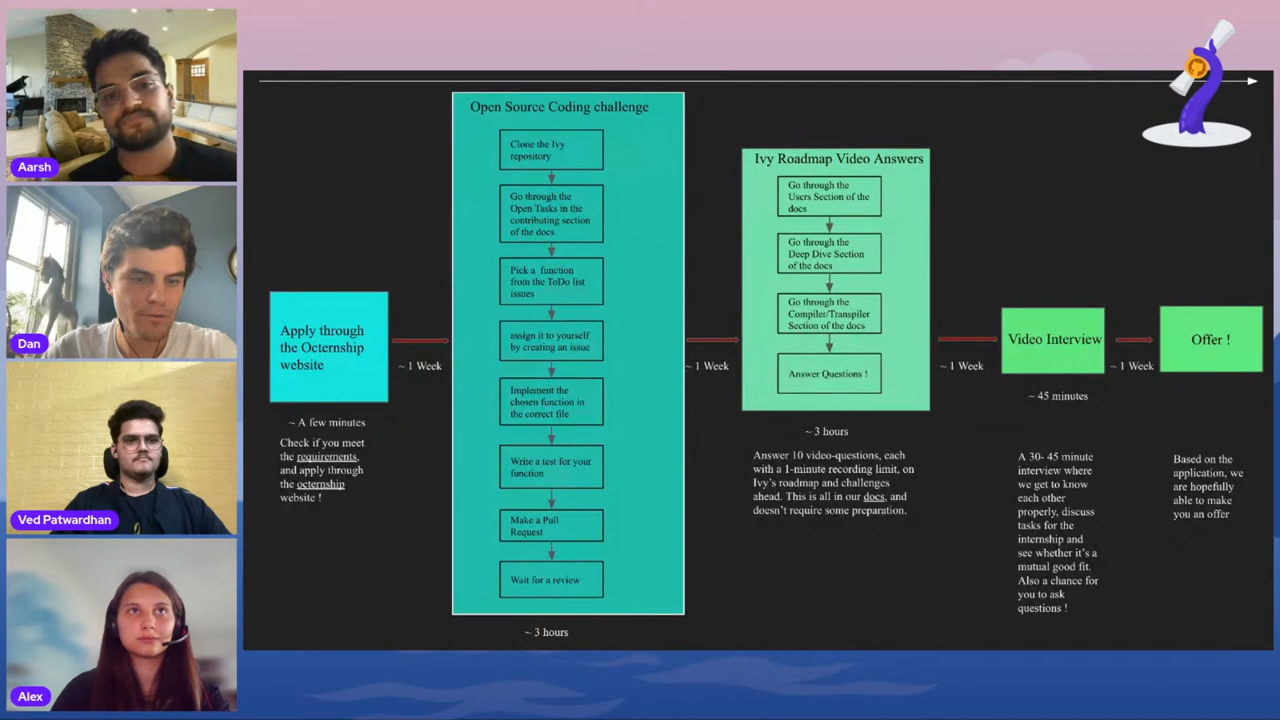 Aarsh
Dan
Ved Patwardhan
Alex
Apply through
the Octernship
website
~ A few minutes
Check if you meet
the requirements,
and apply through
the octernship
website !
~ 1 Week
Open Source Coding challenge
Clone the Ivy
repository
Go through the
Open Tasks in the
contributing section
of the docs
Pick a function
from the ToDo list
issues
assign it to yourself
by creating an issue
Implement the
chosen function in
the correct file
Write a test for your
function
Make a Pull
Request
Wait for a review
~ 3 hours
~ 1 Week
Ivy Roadmap Video Answers
Go through the
Users Section of the
docs
Go through the
Deep Dive Section
of the docs
Go through the
Compiler/Transpiler
Section of the docs
Answer Questions !
~ 3 hours
Answer 10 video-questions, each
with a 1-minute recording limit, on
Ivy's roadmap and challenges
ahead. This is all in our docs, and
doesn't require some preparation.
~ 1 Week
Video Interview
~ 45 minutes
A 30- 45 minute
interview where
we get to know
each other
properly, discuss
tasks for the
internship and
see whether it's a
mutual good fit.
Also a chance for
you to ask
questions !
~ 1 Week
Offer !
Based on the
application, we
are hopefully
able to make
you an offer